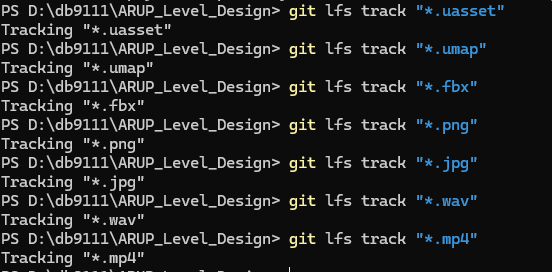 PS D:\db9111\ARUP_Level_Design> git lfs track "*.uasset"
Tracking "*.uasset"
PS D:\db9111\ARUP_Level_Design> git lfs track "*.umap"
Tracking "*.umap"
PS D:\db9111\ARUP_Level_Design> git lfs track "*.fbx"
Tracking "*.fbx"
PS D:\db9111\ARUP_Level_Design> git lfs track "*.png"
Tracking "*.png"
PS D:\db9111\ARUP_Level_Design> git lfs track "*.jpg"
Tracking "*.jpg"
PS D:\db9111\ARUP_Level_Design> git lfs track "*.wav"
Tracking "*.wav"
PS D:\db9111\ARUP_Level_Design> git lfs track "*.mp4"
Tracking "*.mp4"
PS D:\db9111\ARUP_Level_Design>